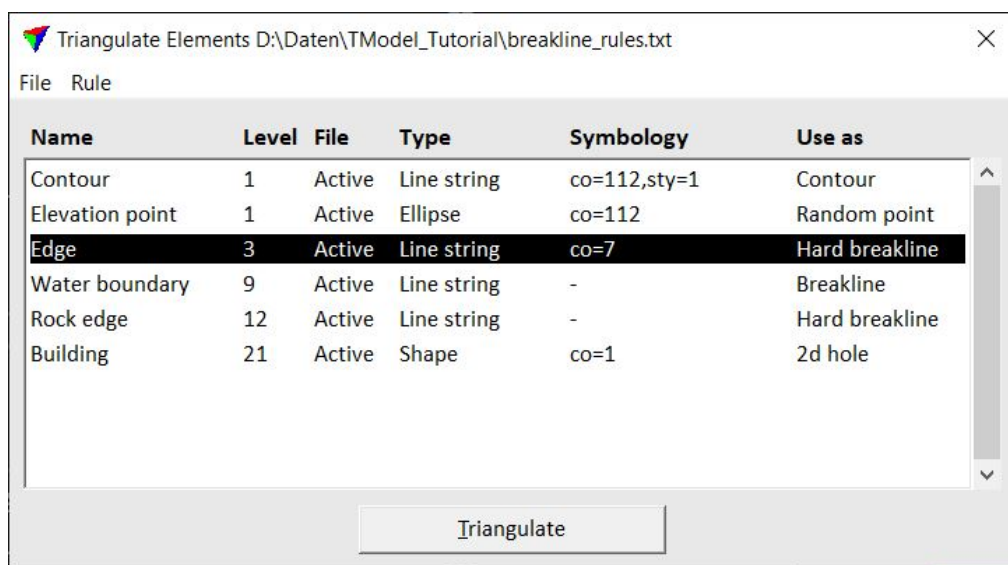 Triangulate Elements D:\Daten\TModel_Tutorial\breakline_rules.txt
File Rule
Name Level File Type Symbology Use as
Contour 1 Active Line string co=112,sty=1 Contour
Elevation point 1 Active Ellipse co=112 Random point
Edge 3 Active Line string co=7 Hard breakline
Water boundary 9 Active Line string - Breakline
Rock edge 12 Active Line string - Hard breakline
Building 21 Active Shape co=1 2d hole
Triangulate